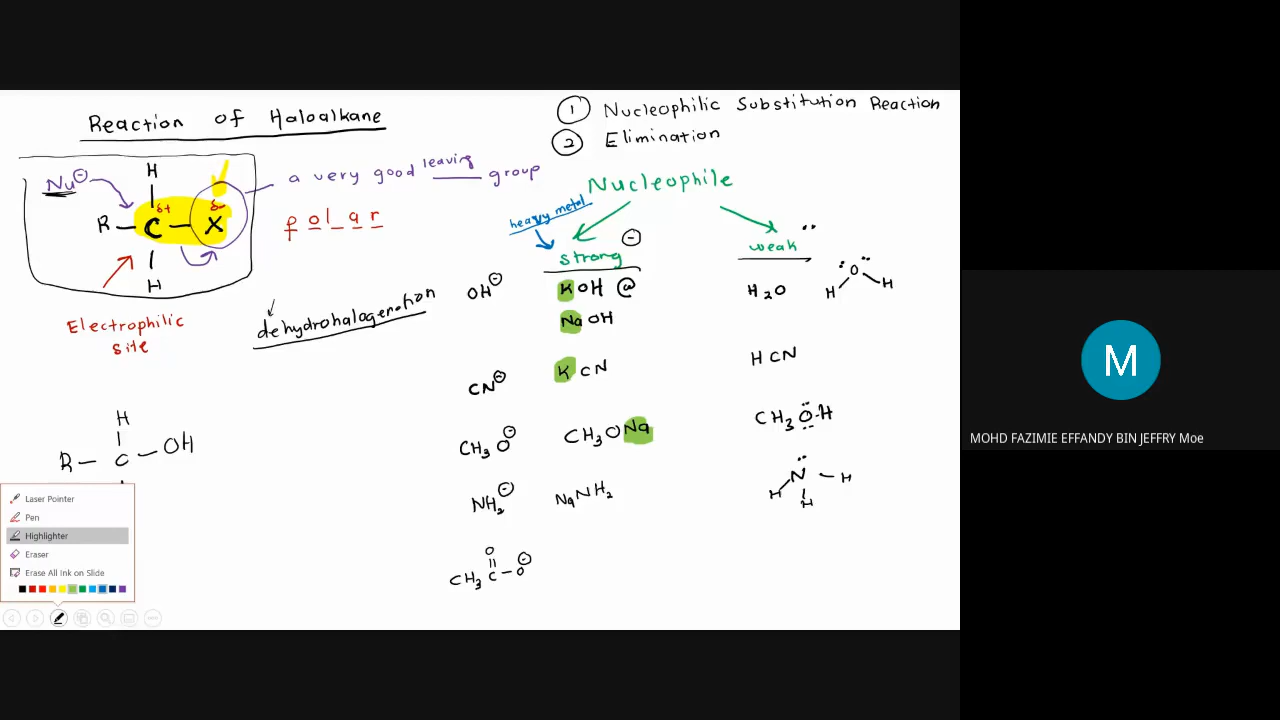 Reaction of Haloalkane
① Nucleophilic Substitution Reaction
② Elimination
Nu⊖
H
R – C – X
δ+ δ-
H
a very good leaving group
polar
Electrophilic site
dehydrohalogenation
Nucleophile
heavy metal
strong ⊖
weak ¨
OH⊖ KOH @ H2O H O H
NaOH
CN⊖ KCN HCN
CH3O⊖ CH3ONa CH3O-H
NH2⊖ NaNH2 H N – H
H
O
CH3 C – O⊖
H
R – C – OH
Laser Pointer
Pen
Highlighter
Eraser
Erase All Ink on Slide
M
MOHD FAZIMIE EFFANDY BIN JEFFRY Moe